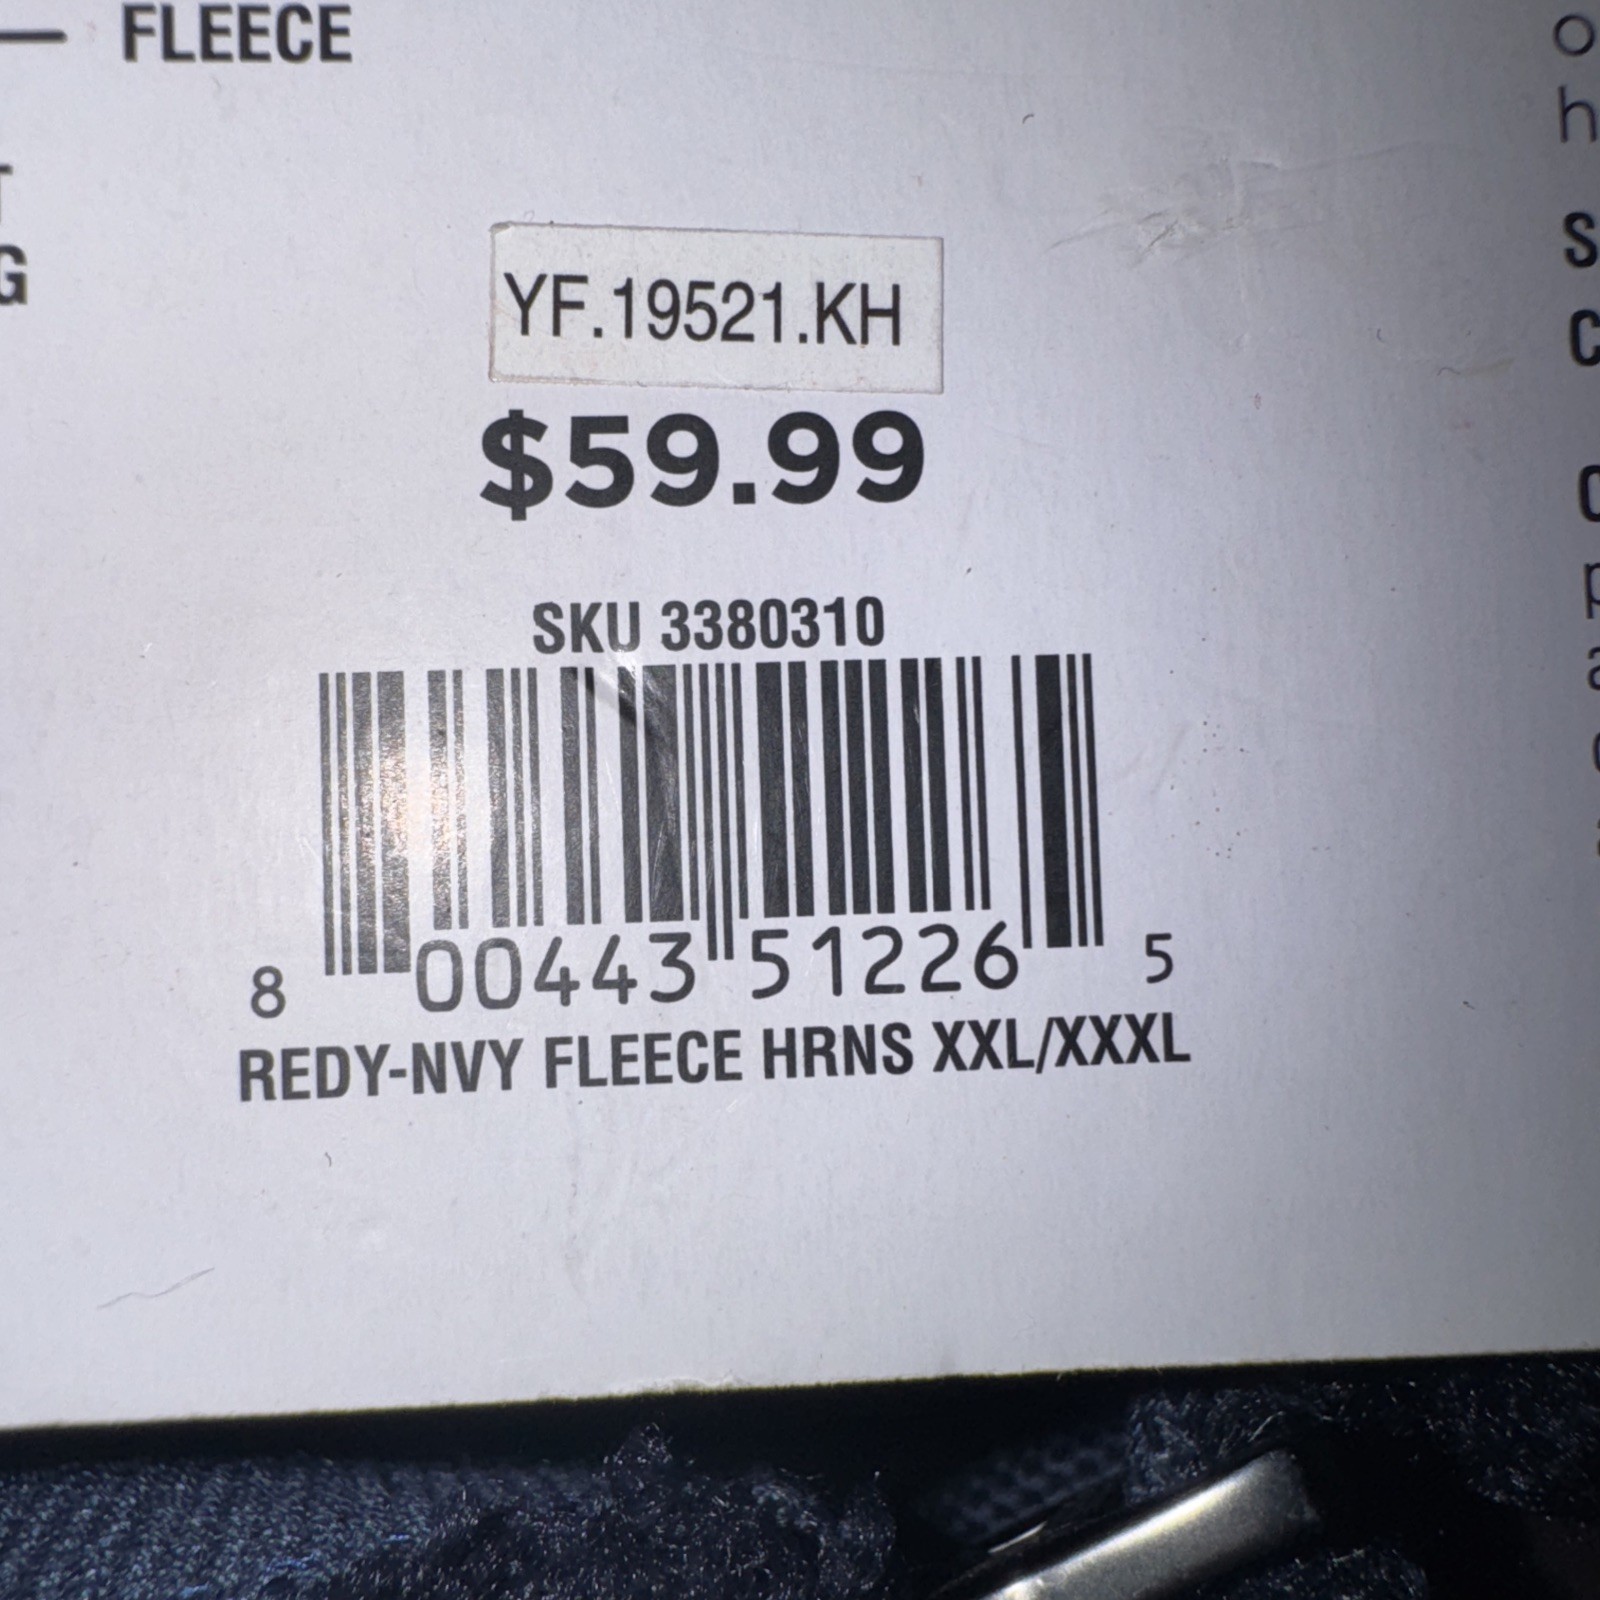 — FLEECE
YF.19521.KH
$59.99
SKU 3380310
8 00443 51226 5
REDY-NVY FLEECE HRNS XXL/XXXL